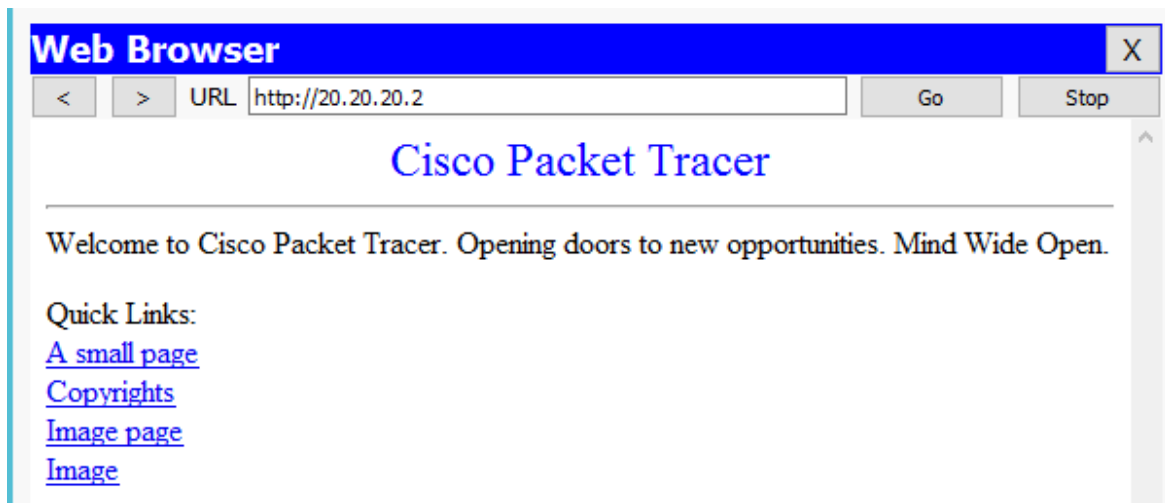 Web Browser X
< > URL http://20.20.20.2 Go Stop
Cisco Packet Tracer
Welcome to Cisco Packet Tracer. Opening doors to new opportunities. Mind Wide Open.
Quick Links:
A small page
Copyrights
Image page
Image